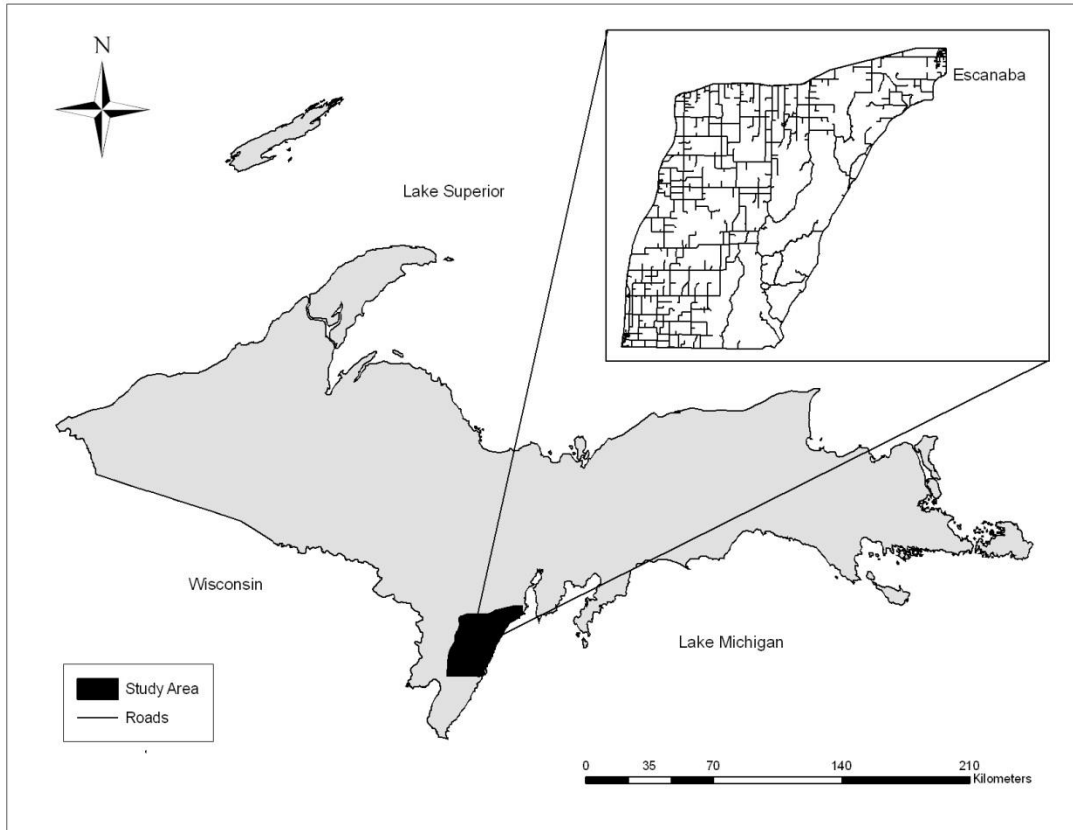 N
Escanaba
Lake Superior
Wisconsin
Lake Michigan
Study Area
Roads
0 35 70 140 210
Kilometers